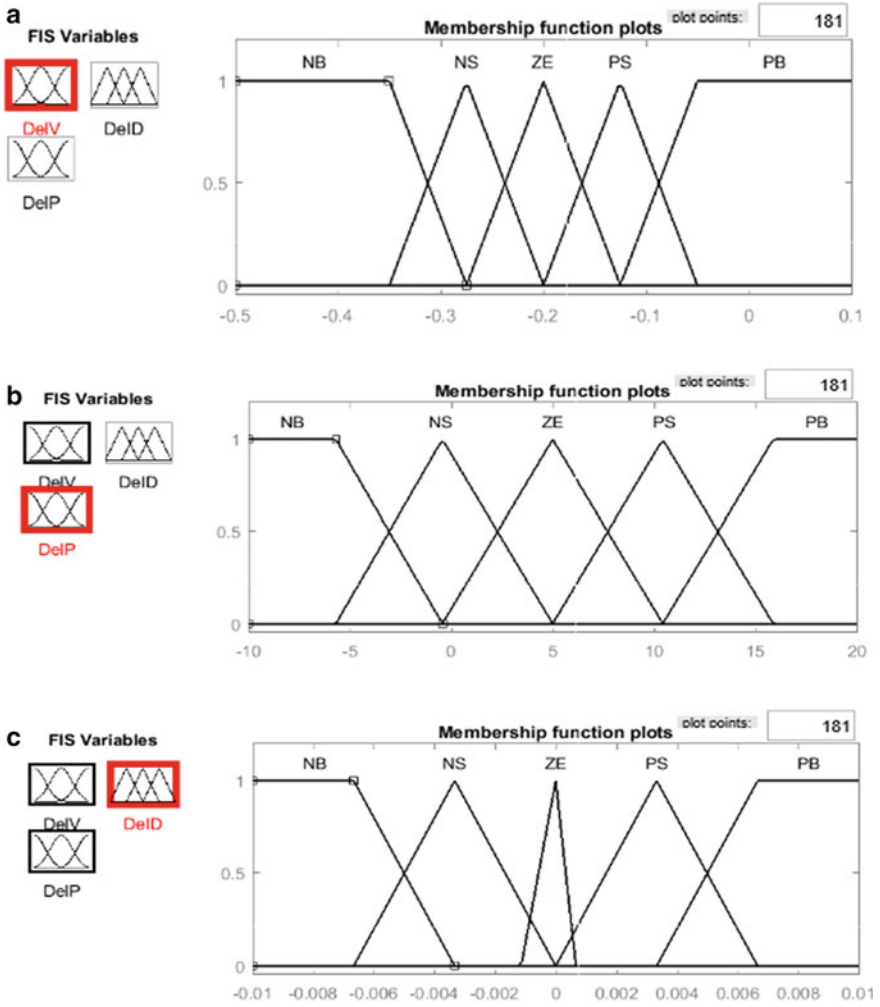 a
FIS Variables
DelV
DelD
DelP
Membership function plots
plot points:
181
NB NS ZE PS PB
1
0.5
0
-0.5 -0.4 -0.3 -0.2 -0.1 0 0.1
b
FIS Variables
DelV
DelD
DelP
Membership function plots
plot points:
181
NB NS ZE PS PB
1
0.5
0
-10 -5 0 5 10 15 20
c
FIS Variables
DelV
DelD
DelP
Membership function plots
plot points:
181
NB NS ZE PS PB
1
0.5
0
-0.01 -0.008 -0.006 -0.004 -0.002 0 0.002 0.004 0.006 0.008 0.01